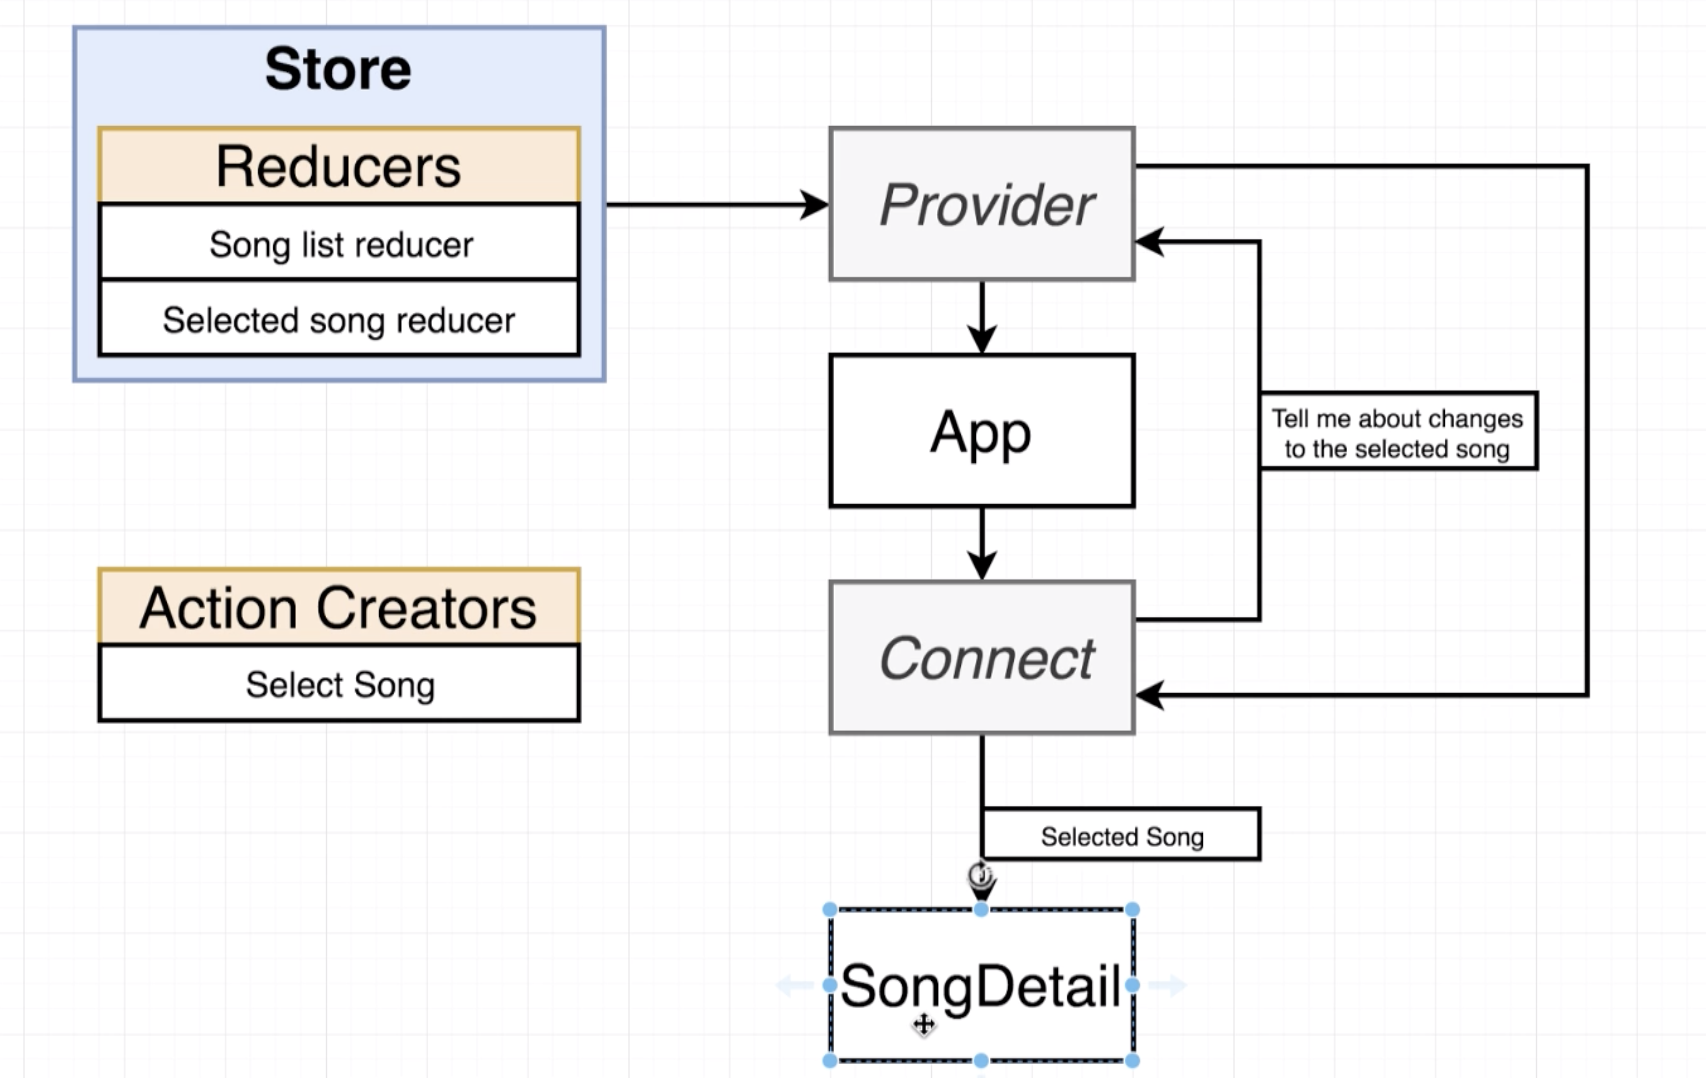 Store
Reducers
Song list reducer
Selected song reducer
Action Creators
Select Song
Provider
App
Tell me about changes
to the selected song
Connect
Selected Song
SongDetail